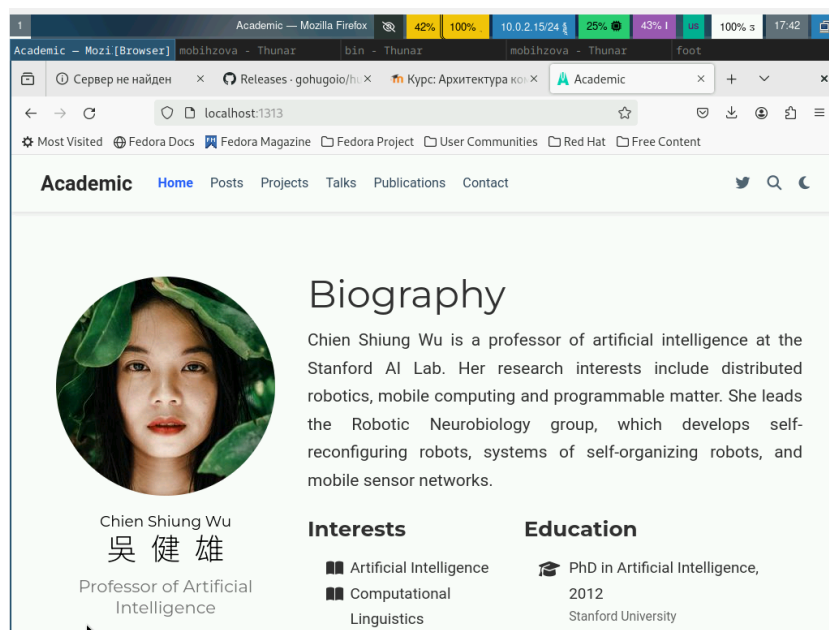 1
Academic — Mozilla Firefox
42%
100%
10.0.2.15/24
25%
43%
us
100%
17:42
Academic — Mozi[Browser]
mobihzova - Thunar
bin - Thunar
mobihzova - Thunar
foot
Сервер не найден
Releases · gohugoio/hu
Курс: Архитектура ко
Academic
localhost:1313
Most Visited
Fedora Docs
Fedora Magazine
Fedora Project
User Communities
Red Hat
Free Content
Academic
Home
Posts
Projects
Talks
Publications
Contact
Biography
Chien Shiung Wu is a professor of artificial intelligence at the
Stanford AI Lab. Her research interests include distributed
robotics, mobile computing and programmable matter. She leads
the Robotic Neurobiology group, which develops self-
reconfiguring robots, systems of self-organizing robots, and
mobile sensor networks.
Chien Shiung Wu
吳健雄
Professor of Artificial
Intelligence
Interests
Artificial Intelligence
Computational
Linguistics
Education
PhD in Artificial Intelligence,
2012
Stanford University